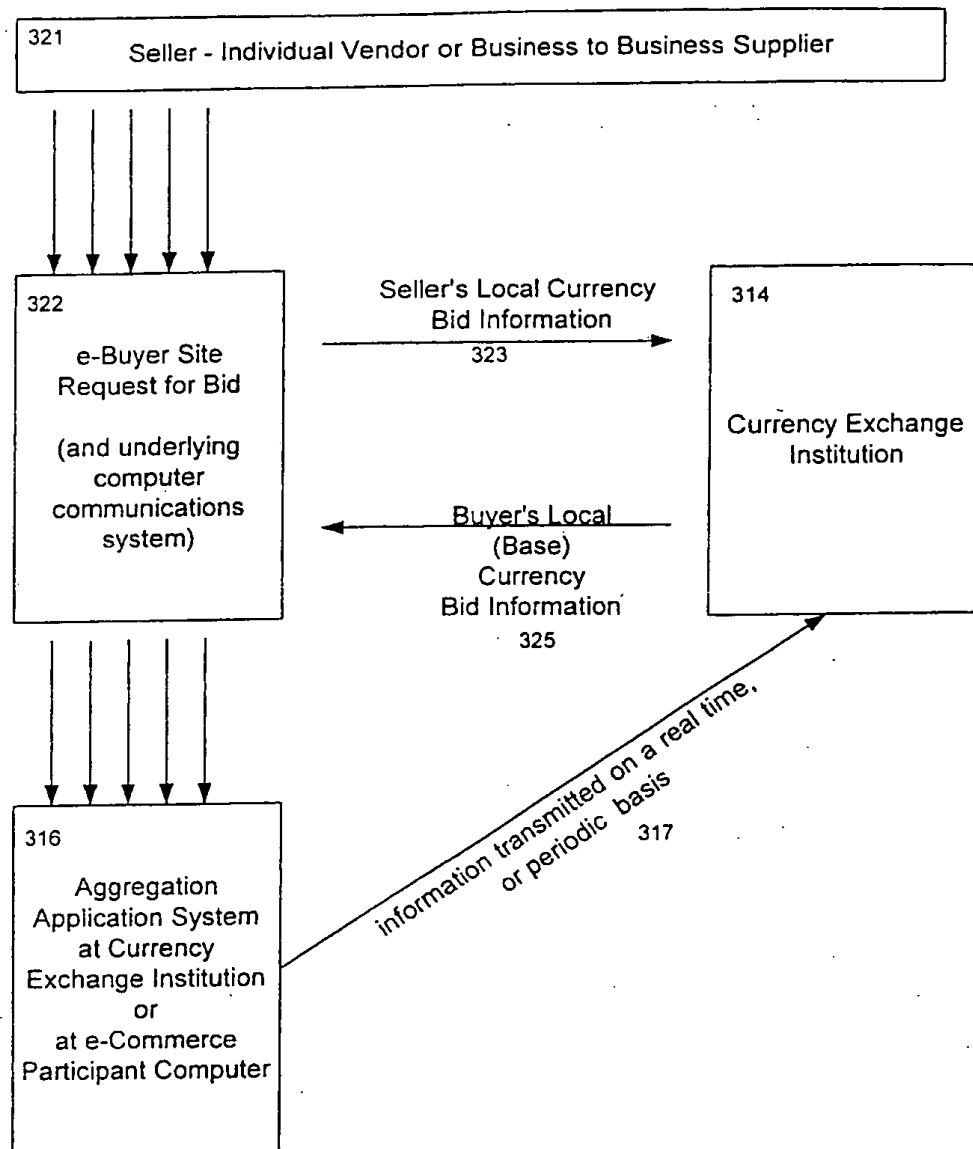 321
Seller - Individual Vendor or Business to Business Supplier
322
e-Buyer Site
Request for Bid
(and underlying
computer
communications
system)
Seller's Local Currency
Bid Information
323
314
Currency Exchange
Institution
Buyer's Local
(Base)
Currency
Bid Information
325
information transmitted on a real time,
or periodic basis
317
316
Aggregation
Application System
at Currency
Exchange Institution
or
at e-Commerce
Participant Computer